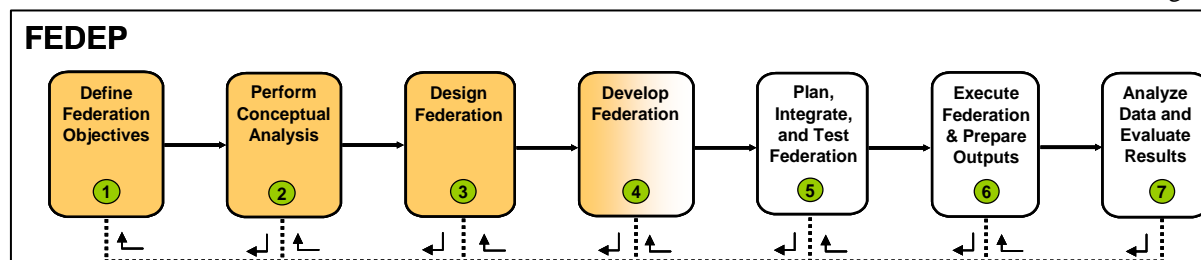 FEDEP
Define
Federation
Objectives
1
Perform
Conceptual
Analysis
2
Design
Federation
3
Develop
Federation
4
Plan,
Integrate,
and Test
Federation
5
Execute
Federation
& Prepare
Outputs
6
Analyze
Data and
Evaluate
Results
7